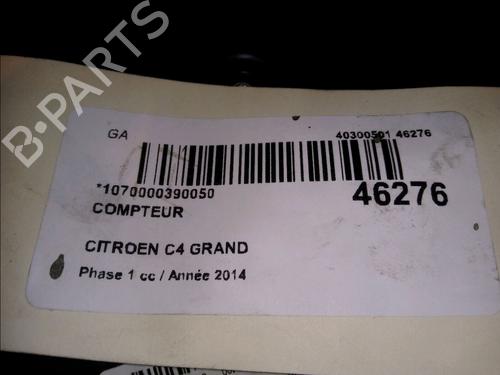 B-PARTS
GA
40300501 46276
*1070000390050
46276
COMPTEUR
CITROEN C4 GRAND
Phase 1 cc / Année 2014